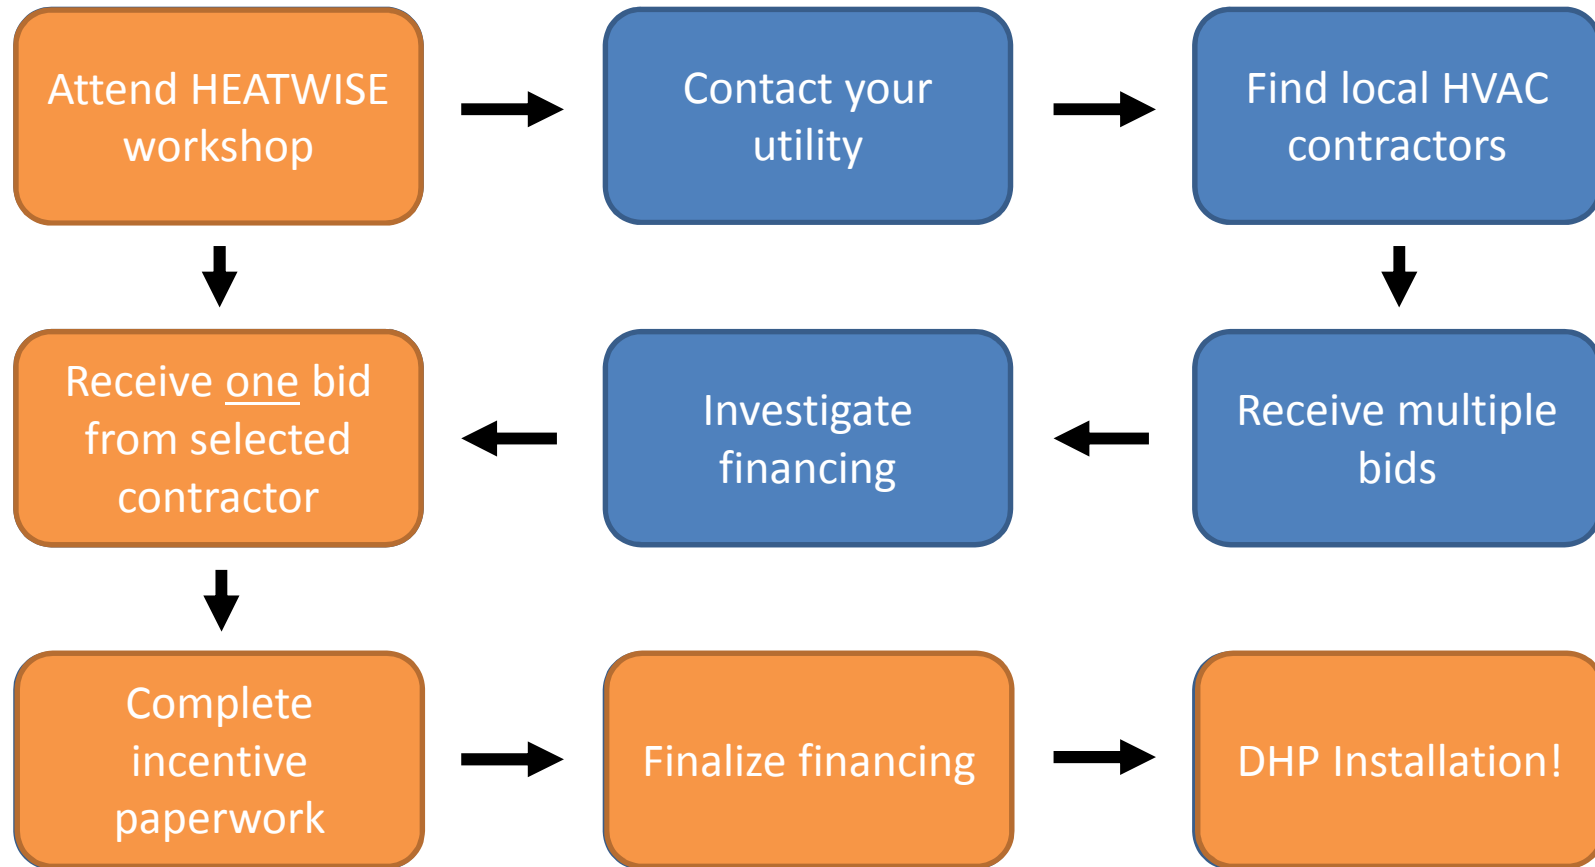 Attend HEATWISE
workshop
Contact your
utility
Find local HVAC
contractors
Receive one bid
from selected
contractor
Investigate
financing
Receive multiple
bids
Complete
incentive
paperwork
Finalize financing
DHP Installation!